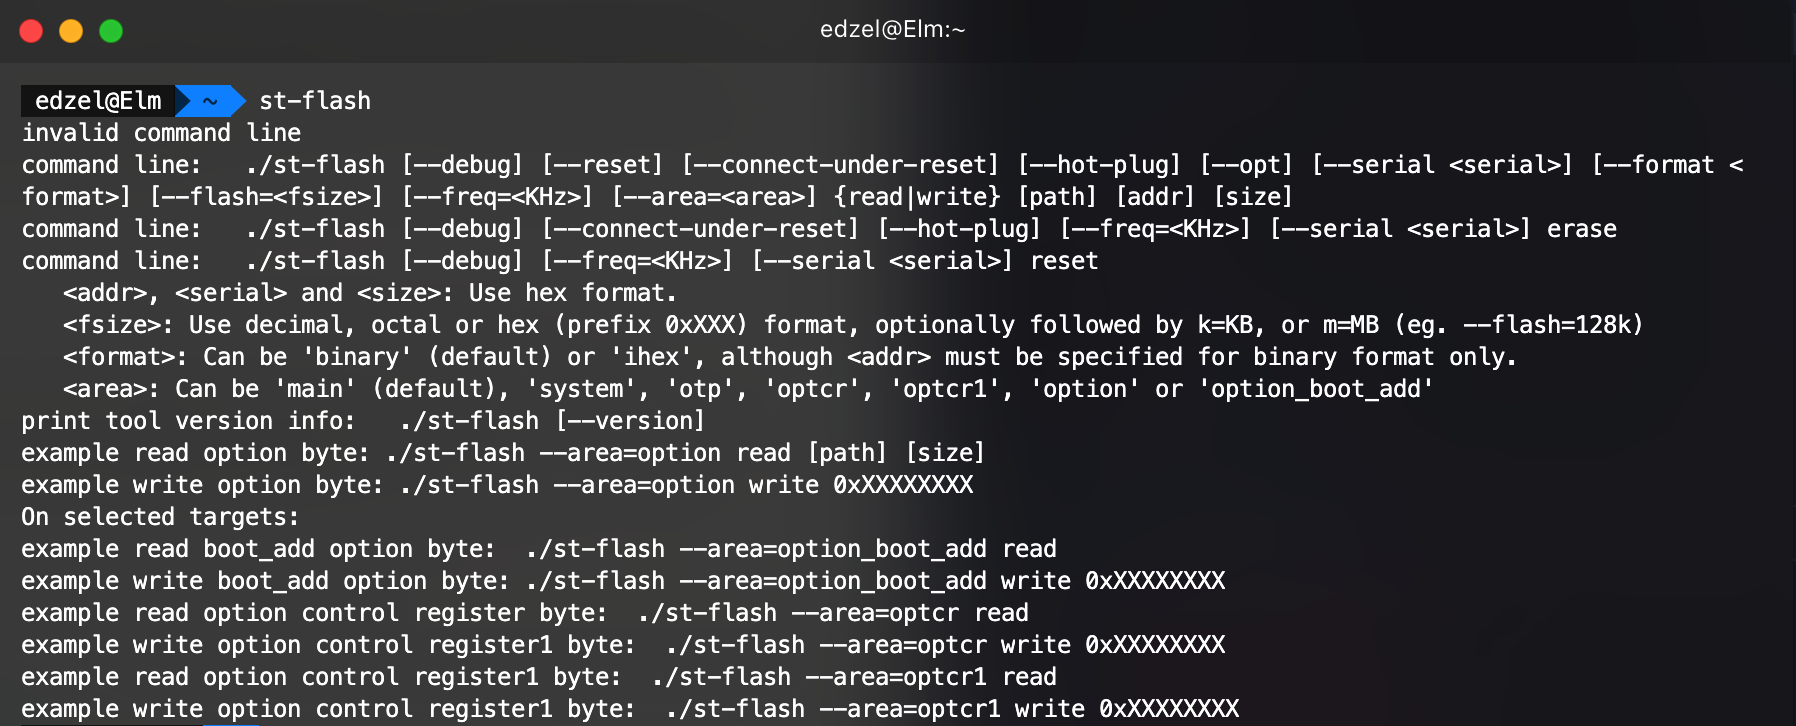 edzel@Elm:~
edzel@Elm ~ st-flash
invalid command line
command line:   ./st-flash [--debug] [--reset] [--connect-under-reset] [--hot-plug] [--opt] [--serial <serial>] [--format <
format>] [--flash=<fsize>] [--freq=<KHz>] [--area=<area>] {read|write} [path] [addr] [size]
command line:   ./st-flash [--debug] [--connect-under-reset] [--hot-plug] [--freq=<KHz>] [--serial <serial>] erase
command line:   ./st-flash [--debug] [--freq=<KHz>] [--serial <serial>] reset
   <addr>, <serial> and <size>: Use hex format.
   <fsize>: Use decimal, octal or hex (prefix 0xXXX) format, optionally followed by k=KB, or m=MB (eg. --flash=128k)
   <format>: Can be 'binary' (default) or 'ihex', although <addr> must be specified for binary format only.
   <area>: Can be 'main' (default), 'system', 'otp', 'optcr', 'optcr1', 'option' or 'option_boot_add'
print tool version info:   ./st-flash [--version]
example read option byte: ./st-flash --area=option read [path] [size]
example write option byte: ./st-flash --area=option write 0xXXXXXXXX
On selected targets:
example read boot_add option byte:  ./st-flash --area=option_boot_add read
example write boot_add option byte: ./st-flash --area=option_boot_add write 0xXXXXXXXX
example read option control register byte:  ./st-flash --area=optcr read
example write option control register1 byte:  ./st-flash --area=optcr write 0xXXXXXXXX
example read option control register1 byte:  ./st-flash --area=optcr1 read
example write option control register1 byte:  ./st-flash --area=optcr1 write 0xXXXXXXXX